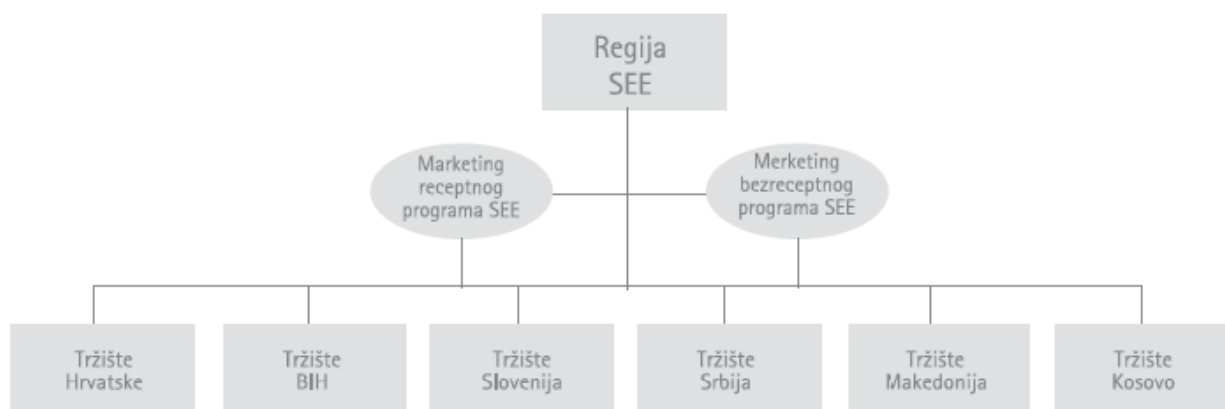 Regija
SEE
Marketing
receptnog
programa SEE
Merketing
bezreceptnog
programa SEE
Tržište
Hrvatske
Tržište
BIH
Tržište
Slovenija
Tržište
Srbija
Tržište
Makedonija
Tržište
Kosovo